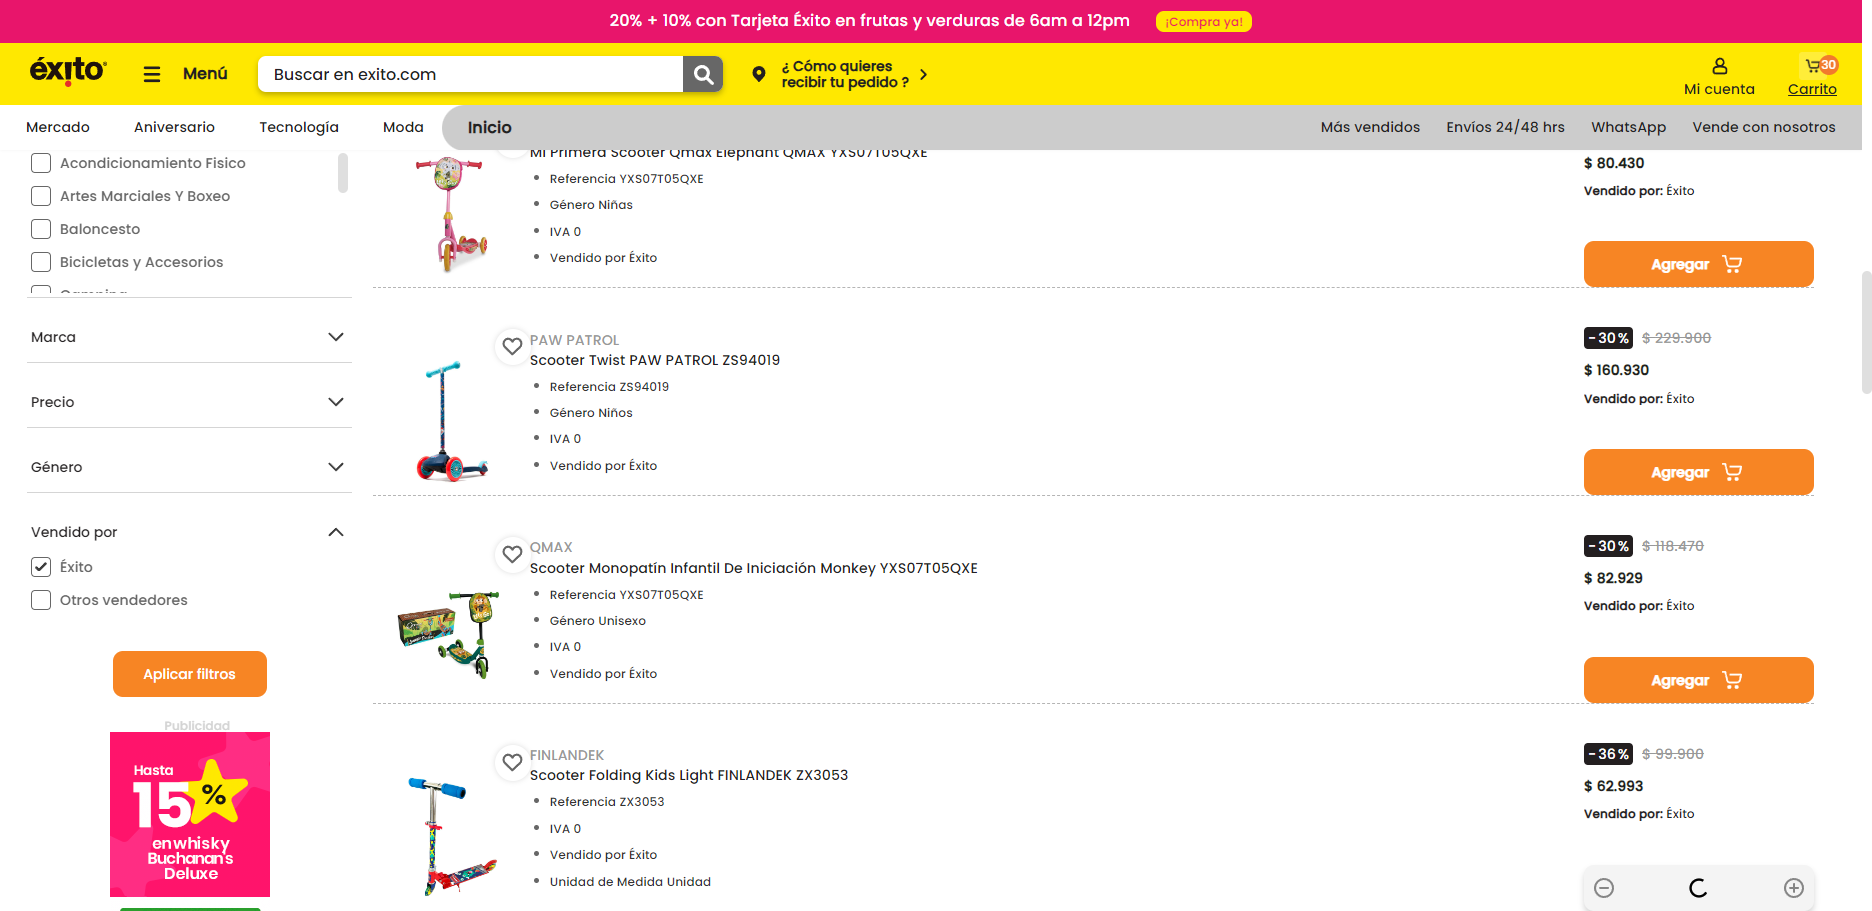 20% + 10% con Tarjeta Éxito en frutas y verduras de 6am a 12pm ¡Compra ya!
éxito
Menú
Buscar en exito.com
¿ Cómo quieres
recibir tu pedido ?
Mi cuenta
30
Carrito
Mercado
Aniversario
Tecnología
Moda
Inicio
Más vendidos
Envíos 24/48 hrs
WhatsApp
Vende con nosotros
Acondicionamiento Fisico
Artes Marciales Y Boxeo
Baloncesto
Bicicletas y Accesorios
Camping
Marca
Precio
Género
Vendido por
Éxito
Otros vendedores
Aplicar filtros
Publicidad
Hasta
15%
en whisky
Buchanan's
Deluxe
Mi Primera Scooter Qmax Elephant QMAX YXS07T05QXE
Referencia YXS07T05QXE
Género Niñas
IVA 0
Vendido por Éxito
$ 80.430
Vendido por: Éxito
Agregar
PAW PATROL
Scooter Twist PAW PATROL ZS94019
Referencia ZS94019
Género Niños
IVA 0
Vendido por Éxito
-30% $ 229.900
$ 160.930
Vendido por: Éxito
Agregar
QMAX
Scooter Monopatín Infantil De Iniciación Monkey YXS07T05QXE
Referencia YXS07T05QXE
Género Unisexo
IVA 0
Vendido por Éxito
-30% $ 118.470
$ 82.929
Vendido por: Éxito
Agregar
FINLANDEK
Scooter Folding Kids Light FINLANDEK ZX3053
Referencia ZX3053
IVA 0
Vendido por Éxito
Unidad de Medida Unidad
-36% $ 99.900
$ 62.993
Vendido por: Éxito